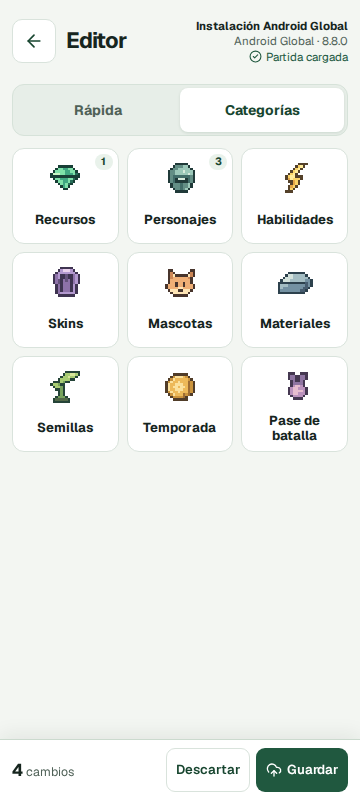 Editor
Instalación Android Global
Android Global · 8.8.0
Partida cargada
Rápida
Categorías
1
Recursos
3
Personajes
Habilidades
Skins
Mascotas
Materiales
Semillas
Temporada
Pase de
batalla
4 cambios
Descartar
Guardar